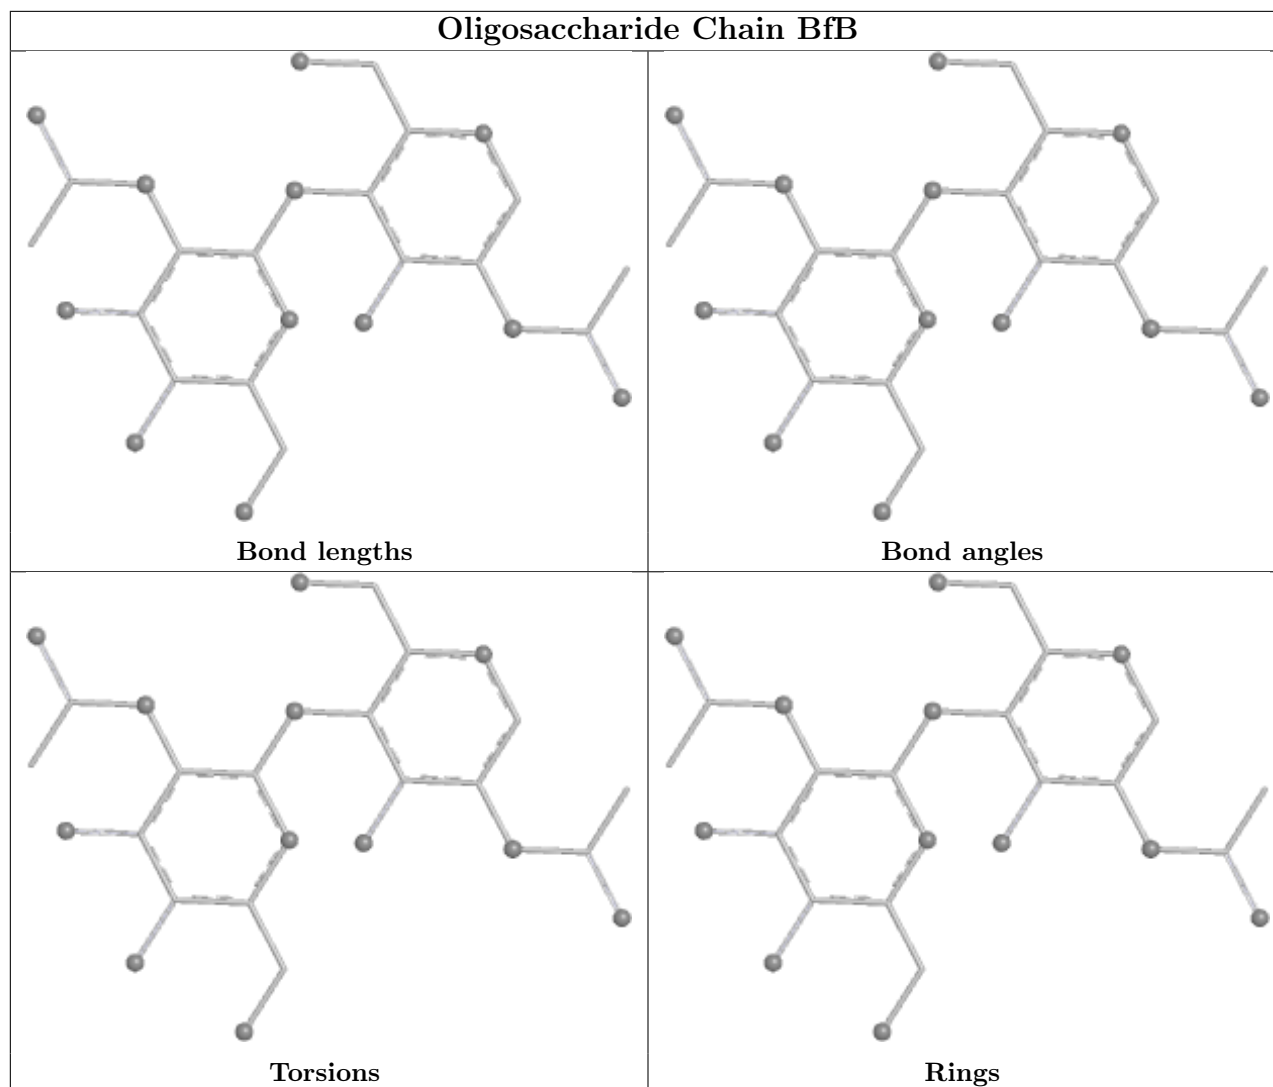 Oligosaccharide Chain BfB
Bond lengths
Bond angles
Torsions
Rings